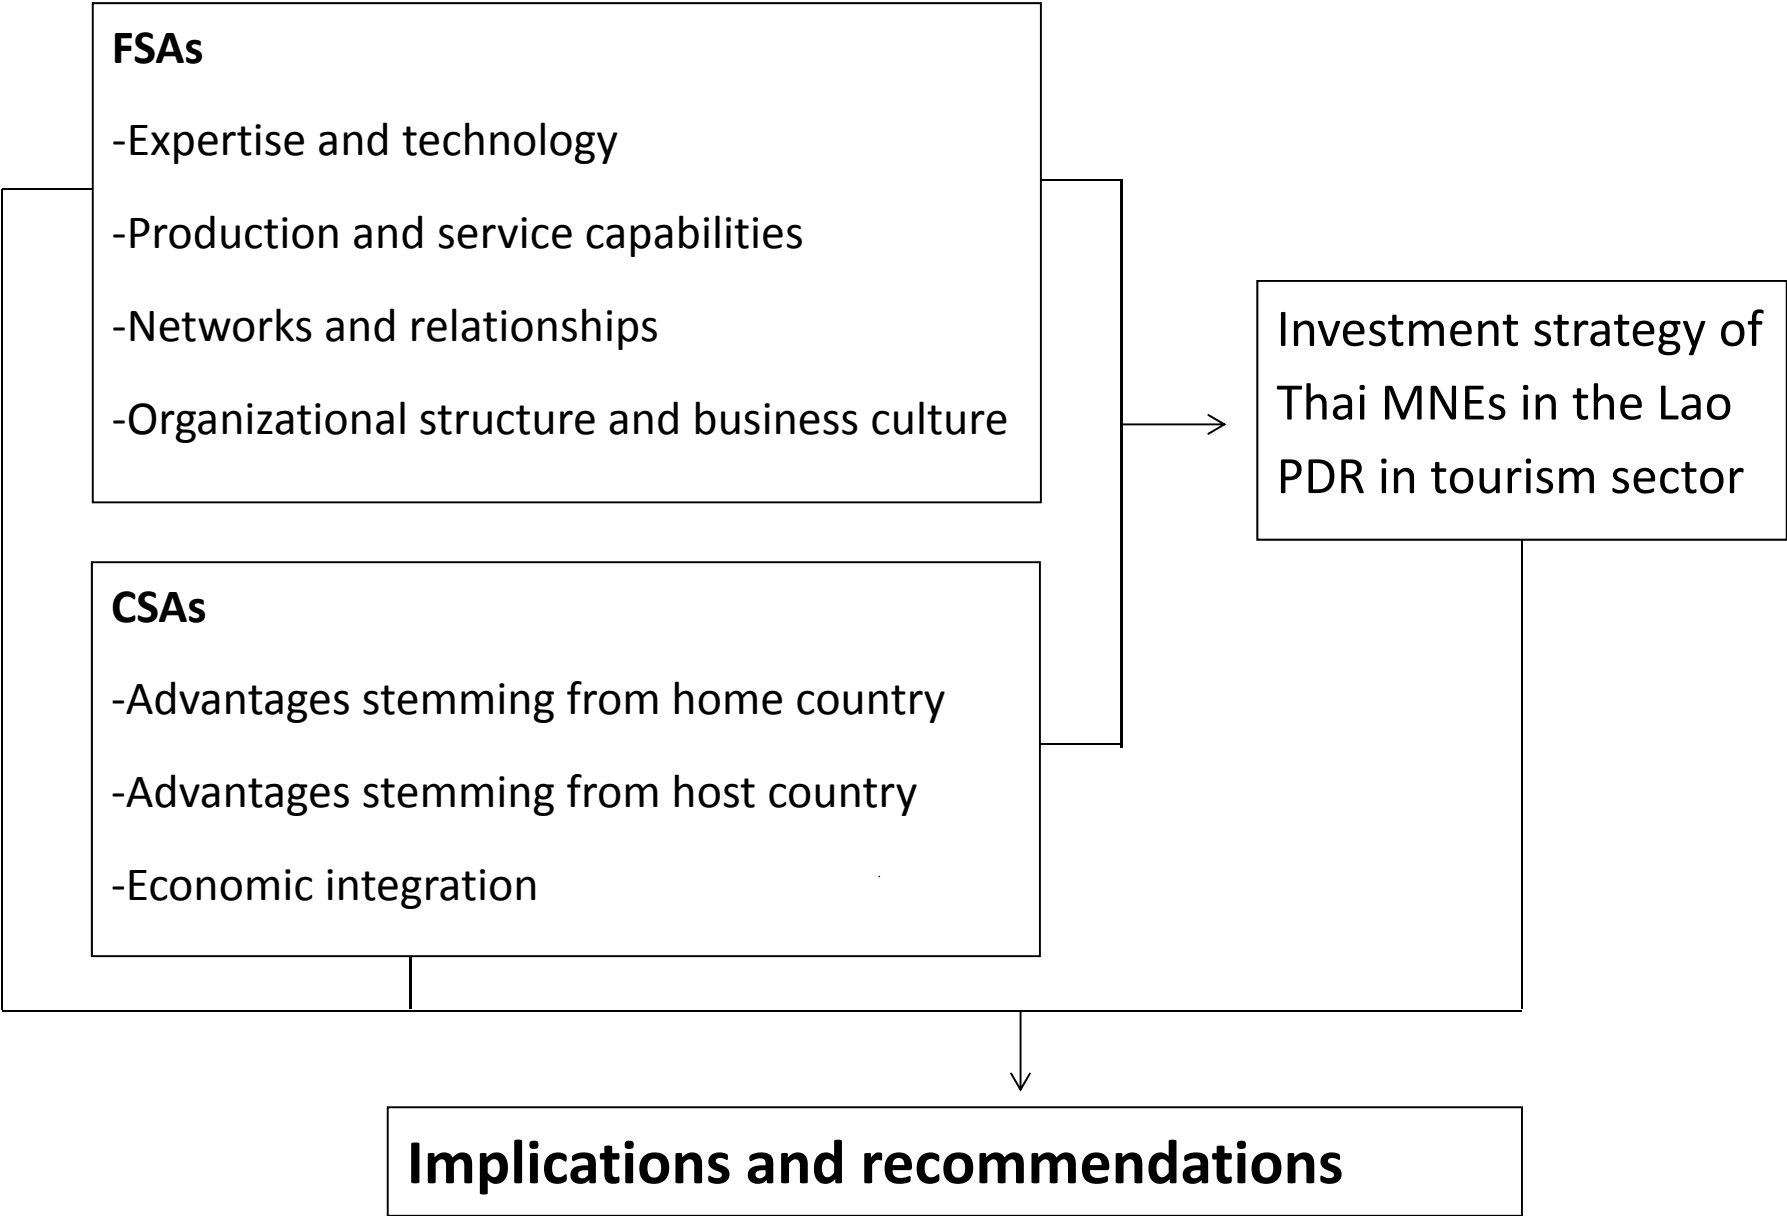 FSAs
-Expertise and technology
-Production and service capabilities
-Networks and relationships
-Organizational structure and business culture
Investment strategy of
Thai MNEs in the Lao
PDR in tourism sector
CSAs
-Advantages stemming from home country
-Advantages stemming from host country
-Economic integration
Implications and recommendations